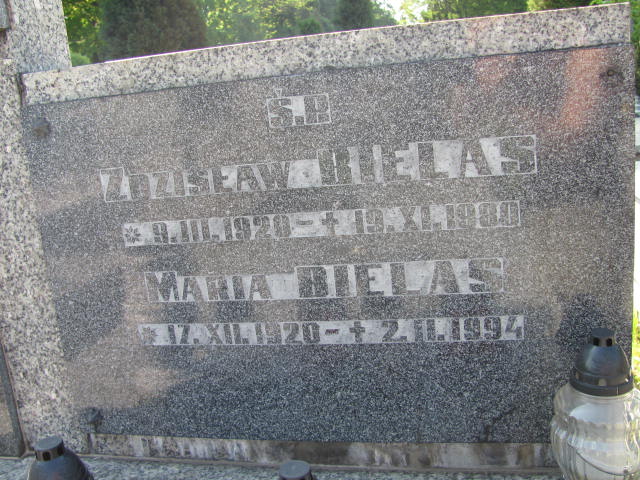 Ś.P.
ZDZISŁAW BIELAS
* 9.III.1920 - + 19.XI.1980
MARIA BIELAS
* 17.XII.1920 - + 2.II.1994